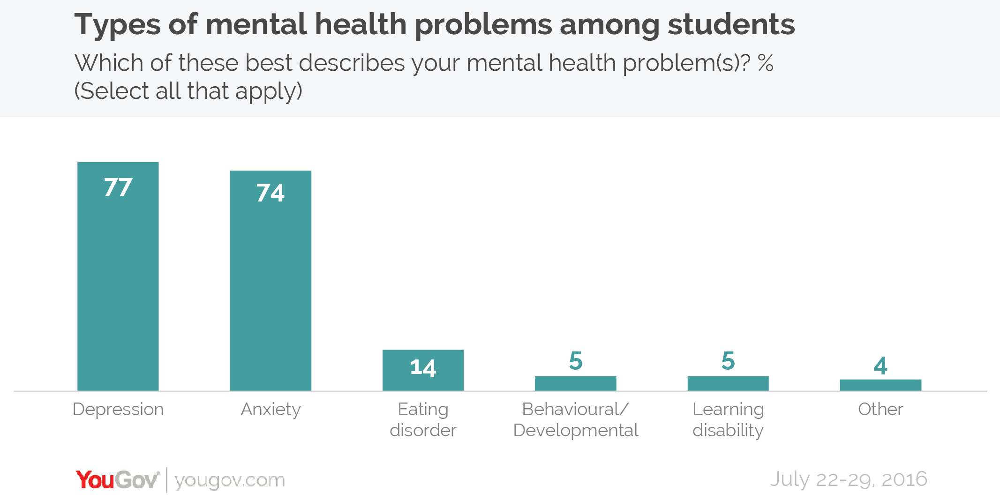 Types of mental health problems among students
Which of these best describes your mental health problem(s)? %
(Select all that apply)
77
74
14
5
5
4
Depression
Anxiety
Eating
disorder
Behavioural/
Developmental
Learning
disability
Other
YouGov® | yougov.com
July 22-29, 2016